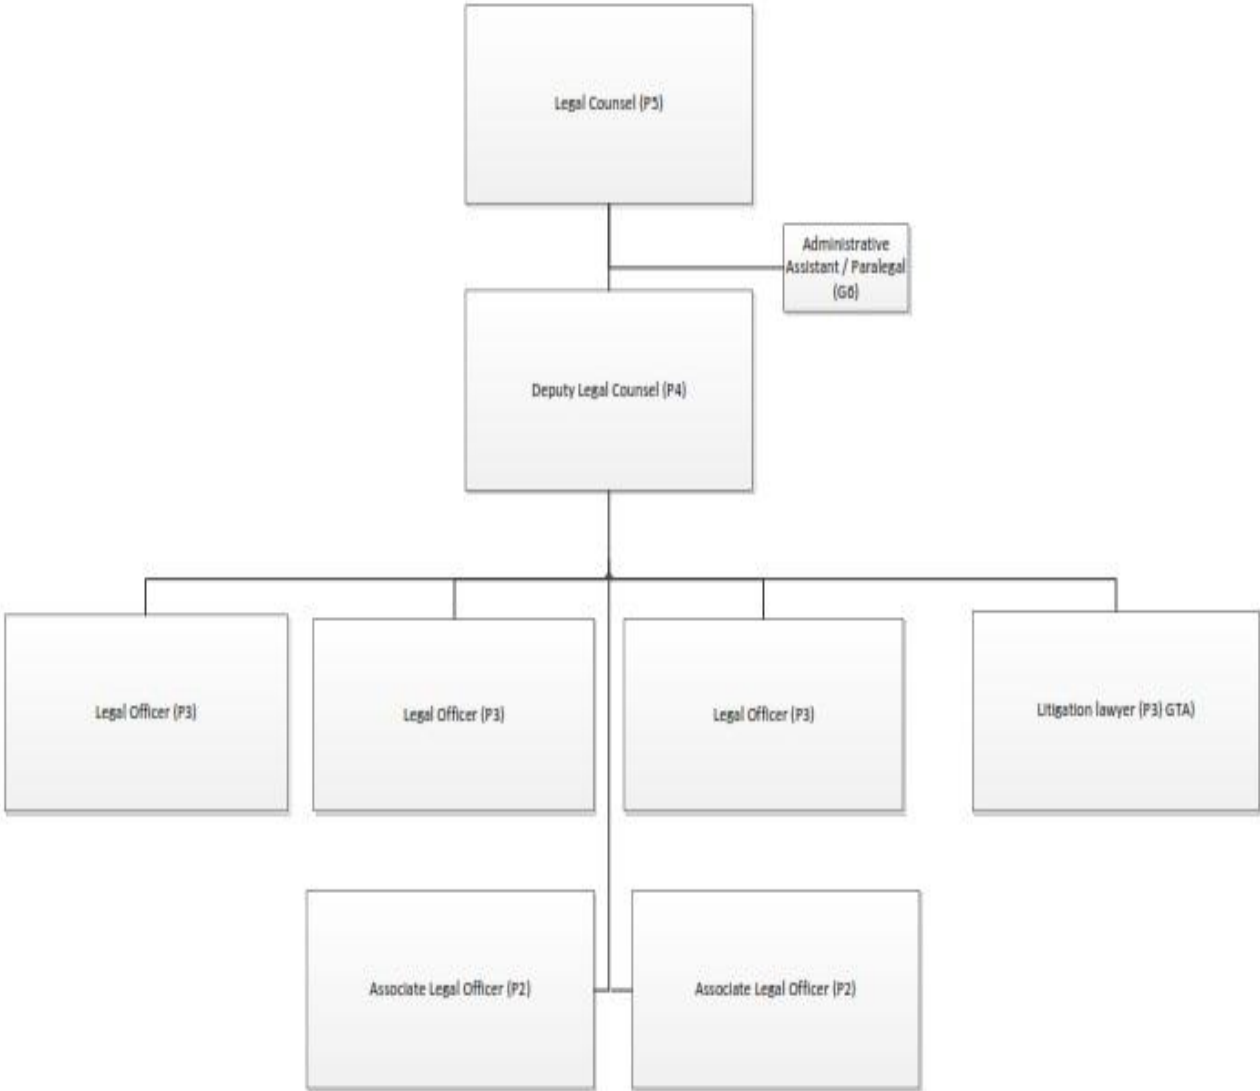 Legal Counsel (P5)
Administrative
Assistant / Paralegal
(G6)
Deputy Legal Counsel (P4)
Legal Officer (P3)
Legal Officer (P3)
Legal Officer (P3)
Litigation lawyer (P3) GTA)
Associate Legal Officer (P2)
Associate Legal Officer (P2)